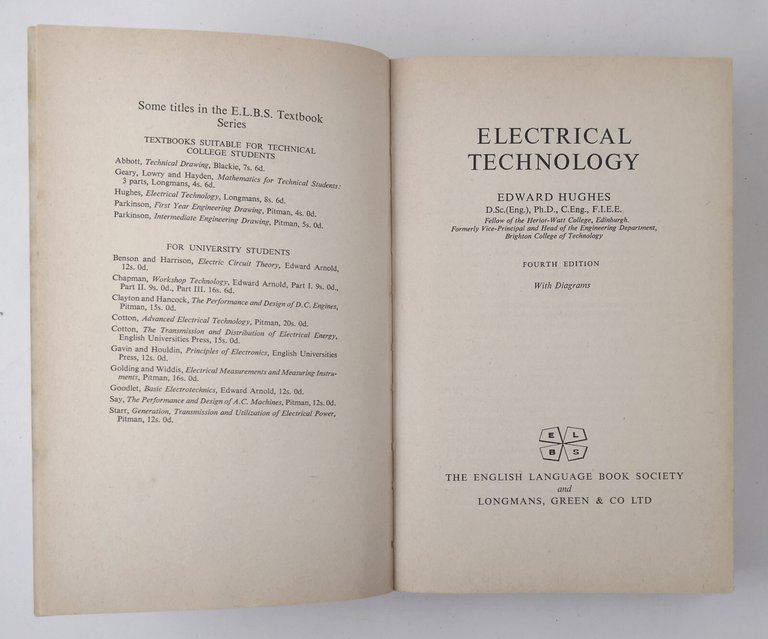 Some titles in the E.L.B.S. Textbook
Series
TEXTBOOKS SUITABLE FOR TECHNICAL
COLLEGE STUDENTS
Abbott, Technical Drawing, Blackie, 7s. 6d.
Geary, Lowry and Hayden, Mathematics for Technical Students:
3 parts, Longmans, 4s. 6d.
Hughes, Electrical Technology, Longmans, 8s. 6d.
Parkinson, First Year Engineering Drawing, Pitman, 4s. 0d.
Parkinson, Intermediate Engineering Drawing, Pitman, 5s. 0d.
FOR UNIVERSITY STUDENTS
Benson and Harrison, Electric Circuit Theory, Edward Arnold,
12s. 0d.
Chapman, Workshop Technology, Edward Arnold, Part I. 9s. 0d.,
Part II. 9s. 0d., Part III. 16s. 6d.
Clayton and Hancock, The Performance and Design of D.C. Engines,
Pitman, 15s. 0d.
Cotton, Advanced Electrical Technology, Pitman, 20s. 0d.
Cotton, The Transmission and Distribution of Electrical Energy,
English Universities Press, 15s. 0d.
Gavin and Houldin, Principles of Electronics, English Universities
Press, 12s. 0d.
Golding and Widdis, Electrical Measurements and Measuring Instru-
ments, Pitman, 16s. 0d.
Goodlet, Basic Electrotechnics, Edward Arnold, 12s. 0d.
Say, The Performance and Design of A.C. Machines, Pitman, 12s. 0d.
Starr, Generation, Transmission and Utilization of Electrical Power,
Pitman, 12s. 0d.
ELECTRICAL
TECHNOLOGY
EDWARD HUGHES
D.Sc.(Eng.), Ph.D., C.Eng., F.I.E.E.
Fellow of the Heriot-Watt College, Edinburgh.
Formerly Vice-Principal and Head of the Engineering Department,
Brighton College of Technology
FOURTH EDITION
With Diagrams
E L
B S
THE ENGLISH LANGUAGE BOOK SOCIETY
and
LONGMANS, GREEN & CO LTD